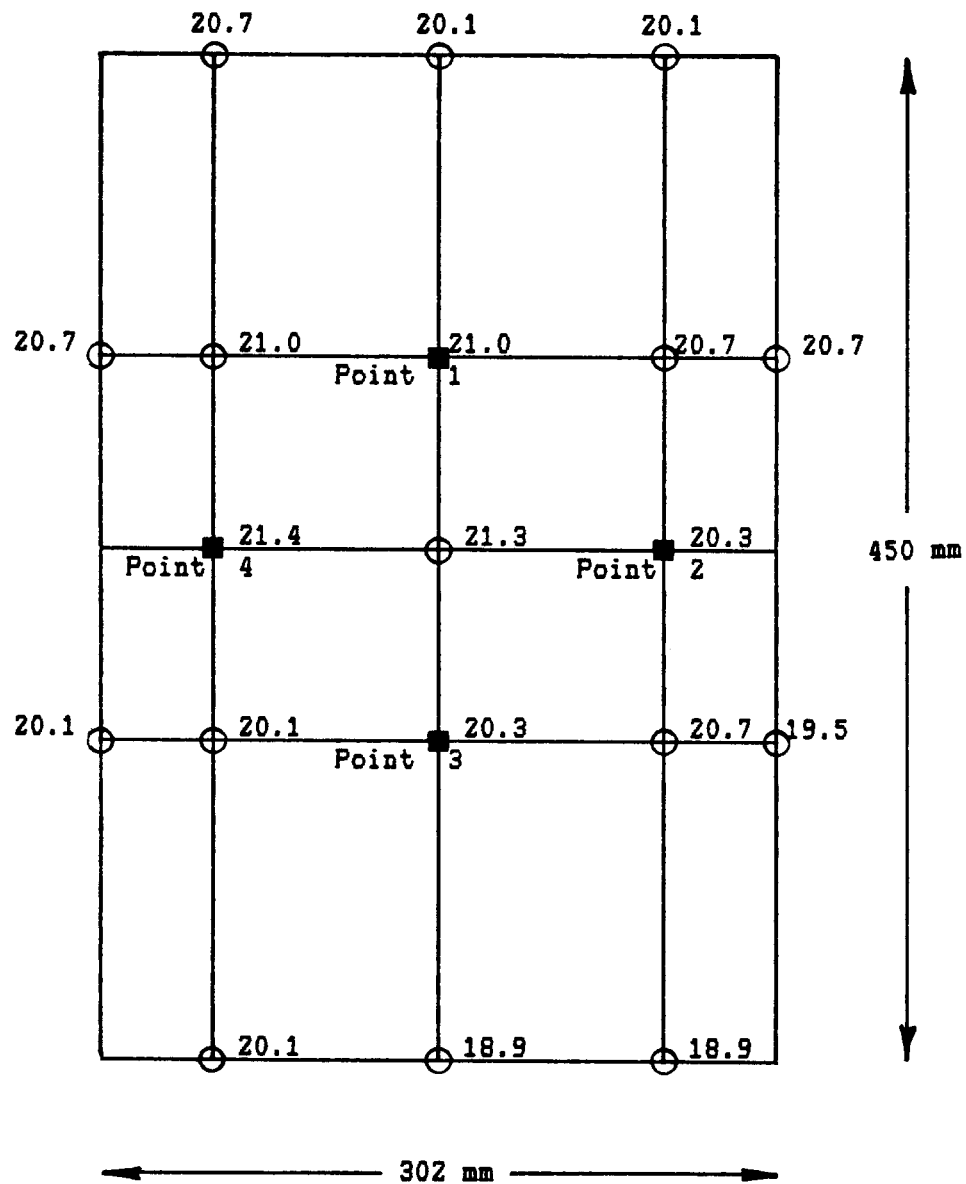 20.7 20.1 20.1
20.7 21.0 21.0 20.7 20.7
Point 1
21.4 21.3 20.3
Point 4 Point 2
450 mm
20.1 20.1 20.3 20.7 19.5
Point 3
20.1 18.9 18.9
302 mm